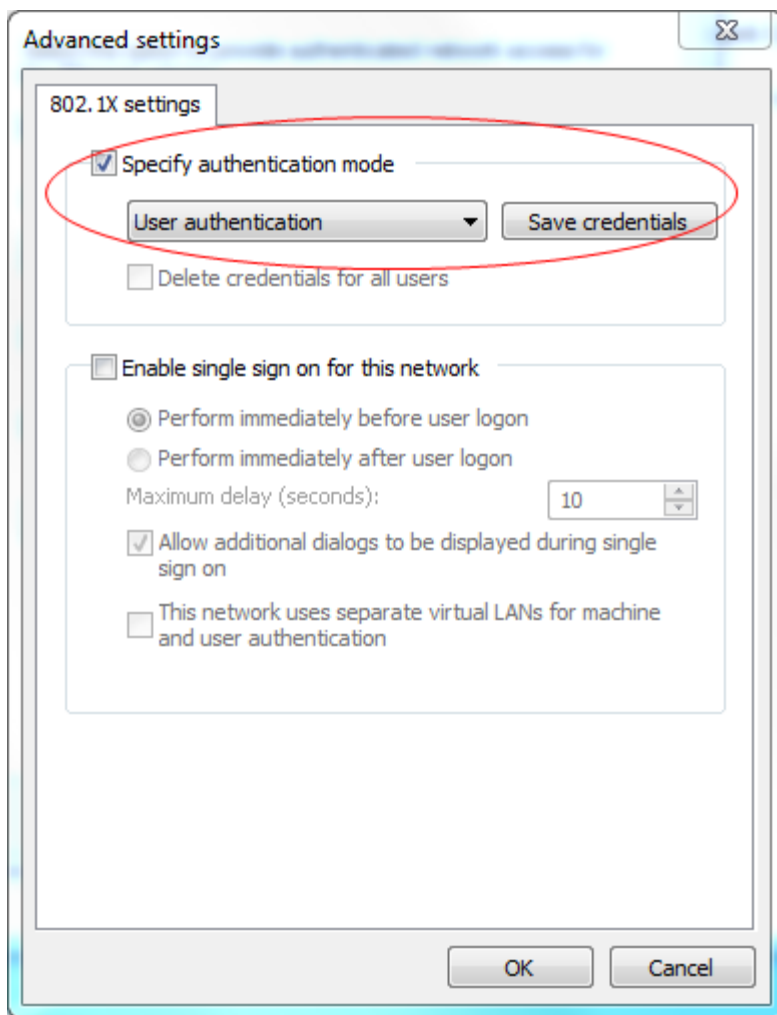 Advanced settings
802.1X settings
Specify authentication mode
User authentication
Save credentials
Delete credentials for all users
Enable single sign on for this network
Perform immediately before user logon
Perform immediately after user logon
Maximum delay (seconds):
10
Allow additional dialogs to be displayed during single
sign on
This network uses separate virtual LANs for machine
and user authentication
OK
Cancel